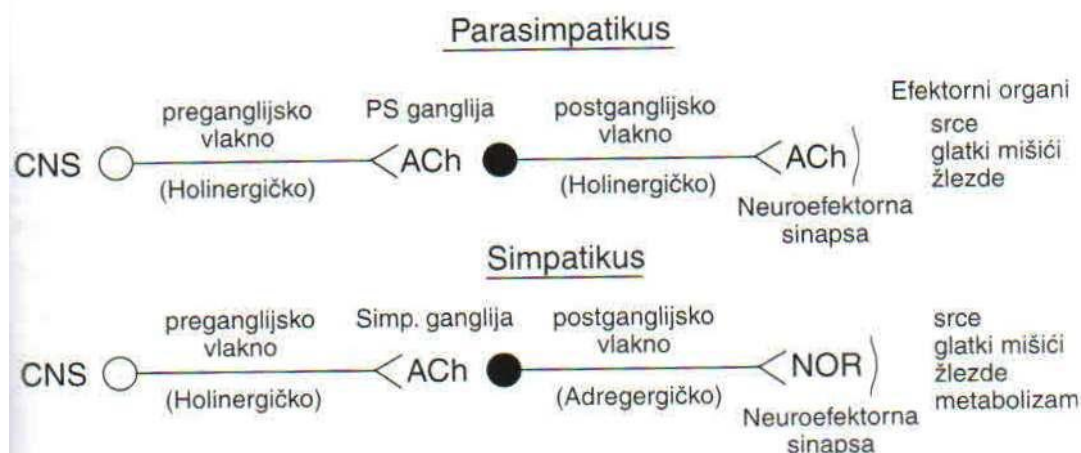 Parasimpatikus
preganglijsko
vlakno
PS ganglija
postganglijsko
vlakno
Efektorni organi
srce
glatki mišići
žlezde
CNS
ACh
ACh
(Holinergičko)
(Holinergičko)
Neuroefektorna
sinapsa
Simpatikus
preganglijsko
vlakno
Simp. ganglija
postganglijsko
vlakno
srce
glatki mišići
žlezde
metabolizam
CNS
ACh
NOR
(Holinergičko)
(Adregergičko)
Neuroefektorna
sinapsa